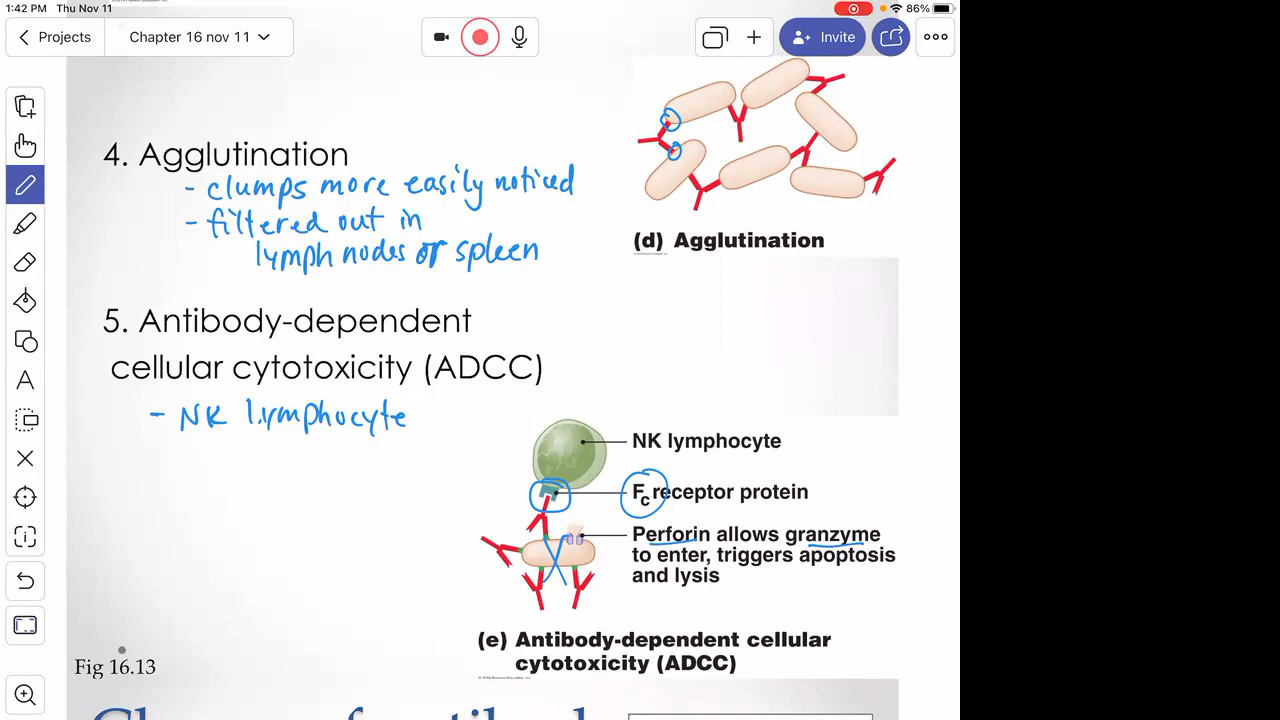 1:42 PM Thu Nov 11
86%
Projects
Chapter 16 nov 11
Invite
4. Agglutination
- clumps more easily noticed
- filtered out in
lymph nodes or spleen
(d) Agglutination
5. Antibody-dependent
cellular cytotoxicity (ADCC)
- NK lymphocyte
NK lymphocyte
Fc receptor protein
Perforin allows granzyme
to enter, triggers apoptosis
and lysis
(e) Antibody-dependent cellular
cytotoxicity (ADCC)
Fig 16.13
A